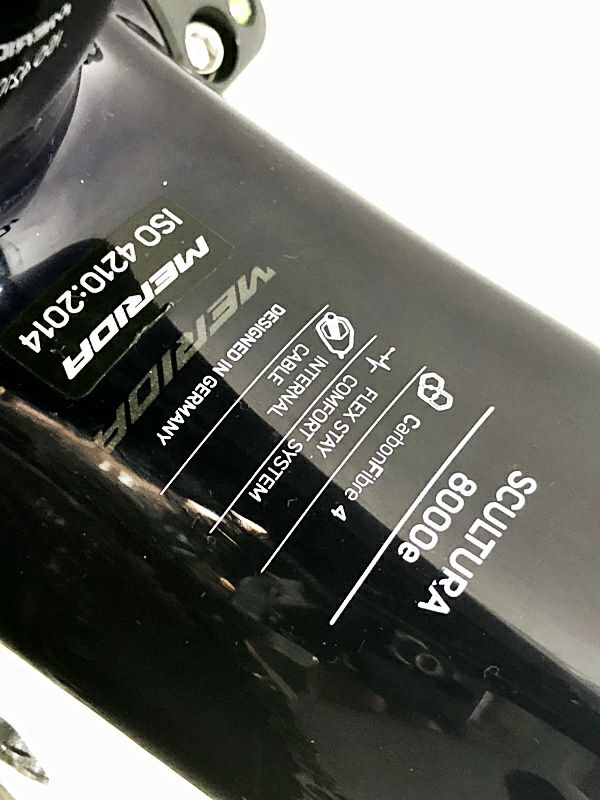 SCULTURA
8000e
CarbonFibre 4
FLEX STAY
COMFORT SYSTEM
INTERNAL
CABLE
DESIGNED IN GERMANY
MERIDA
MERIDA
ISO 4210:2014